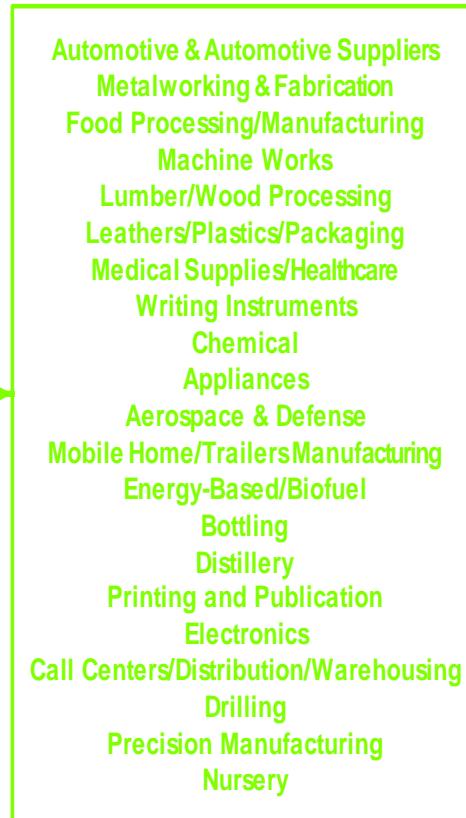 Automotive & Automotive Suppliers
Metalworking & Fabrication
Food Processing/Manufacturing
Machine Works
Lumber/Wood Processing
Leathers/Plastics/Packaging
Medical Supplies/Healthcare
Writing Instruments
Chemical
Appliances
Aerospace & Defense
Mobile Home/Trailers Manufacturing
Energy-Based/Biofuel
Bottling
Distillery
Printing and Publication
Electronics
Call Centers/Distribution/Warehousing
Drilling
Precision Manufacturing
Nursery